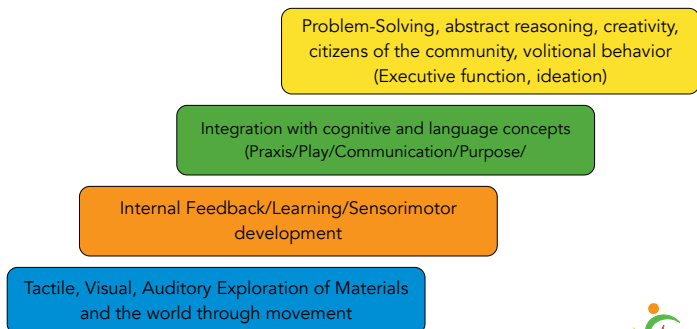 Problem-Solving, abstract reasoning, creativity,
citizens of the community, volitional behavior
(Executive function, ideation)
Integration with cognitive and language concepts
(Praxis/Play/Communication/Purpose/
Internal Feedback/Learning/Sensorimotor
development
Tactile, Visual, Auditory Exploration of Materials
and the world through movement